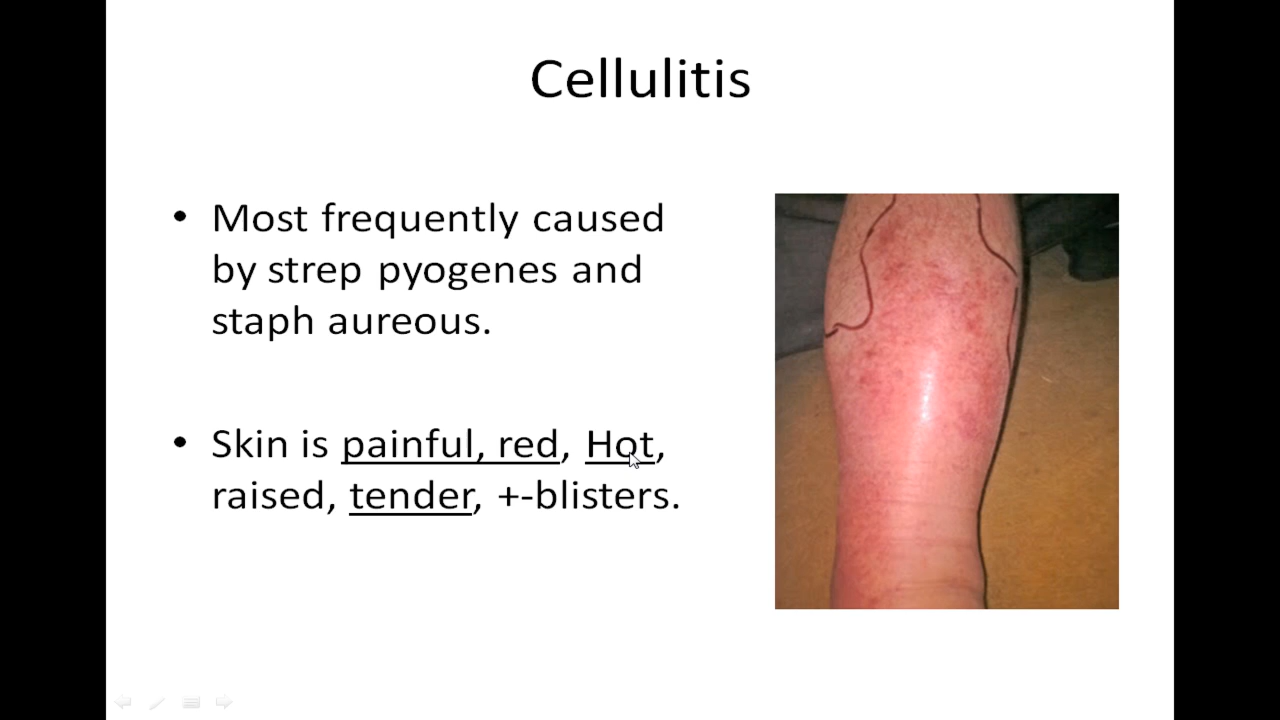 Cellulitis
• Most frequently caused
by strep pyogenes and
staph aureous.
• Skin is painful, red, Hot,
raised, tender, +-blisters.